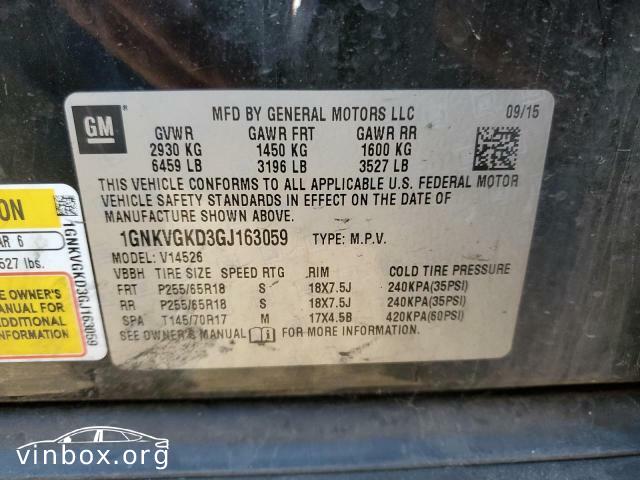 GM
MFD BY GENERAL MOTORS LLC 09/15
GVWR GAWR FRT GAWR RR
2930 KG 1450 KG 1600 KG
6459 LB 3196 LB 3527 LB
THIS VEHICLE CONFORMS TO ALL APPLICABLE U.S. FEDERAL MOTOR
VEHICLE SAFETY STANDARDS IN EFFECT ON THE DATE OF
MANUFACTURE SHOWN ABOVE.
1GNKVGKD3GJ163059 TYPE: M.P.V.
MODEL: V14526
VBBH TIRE SIZE SPEED RTG RIM COLD TIRE PRESSURE
FRT P255/65R18 S 18X7.5J 240KPA(35PSI)
RR P255/65R18 S 18X7.5J 240KPA(35PSI)
SPA T145/70R17 M 17X4.5B 420KPA(60PSI)
SEE OWNER'S MANUAL FOR MORE INFORMATION
ON
AR 6
527 lbs.
E OWNER'S
ANUAL FOR
ADDITIONAL
FORMATION
1GNKVGKD3GJ163059
vinbox.org